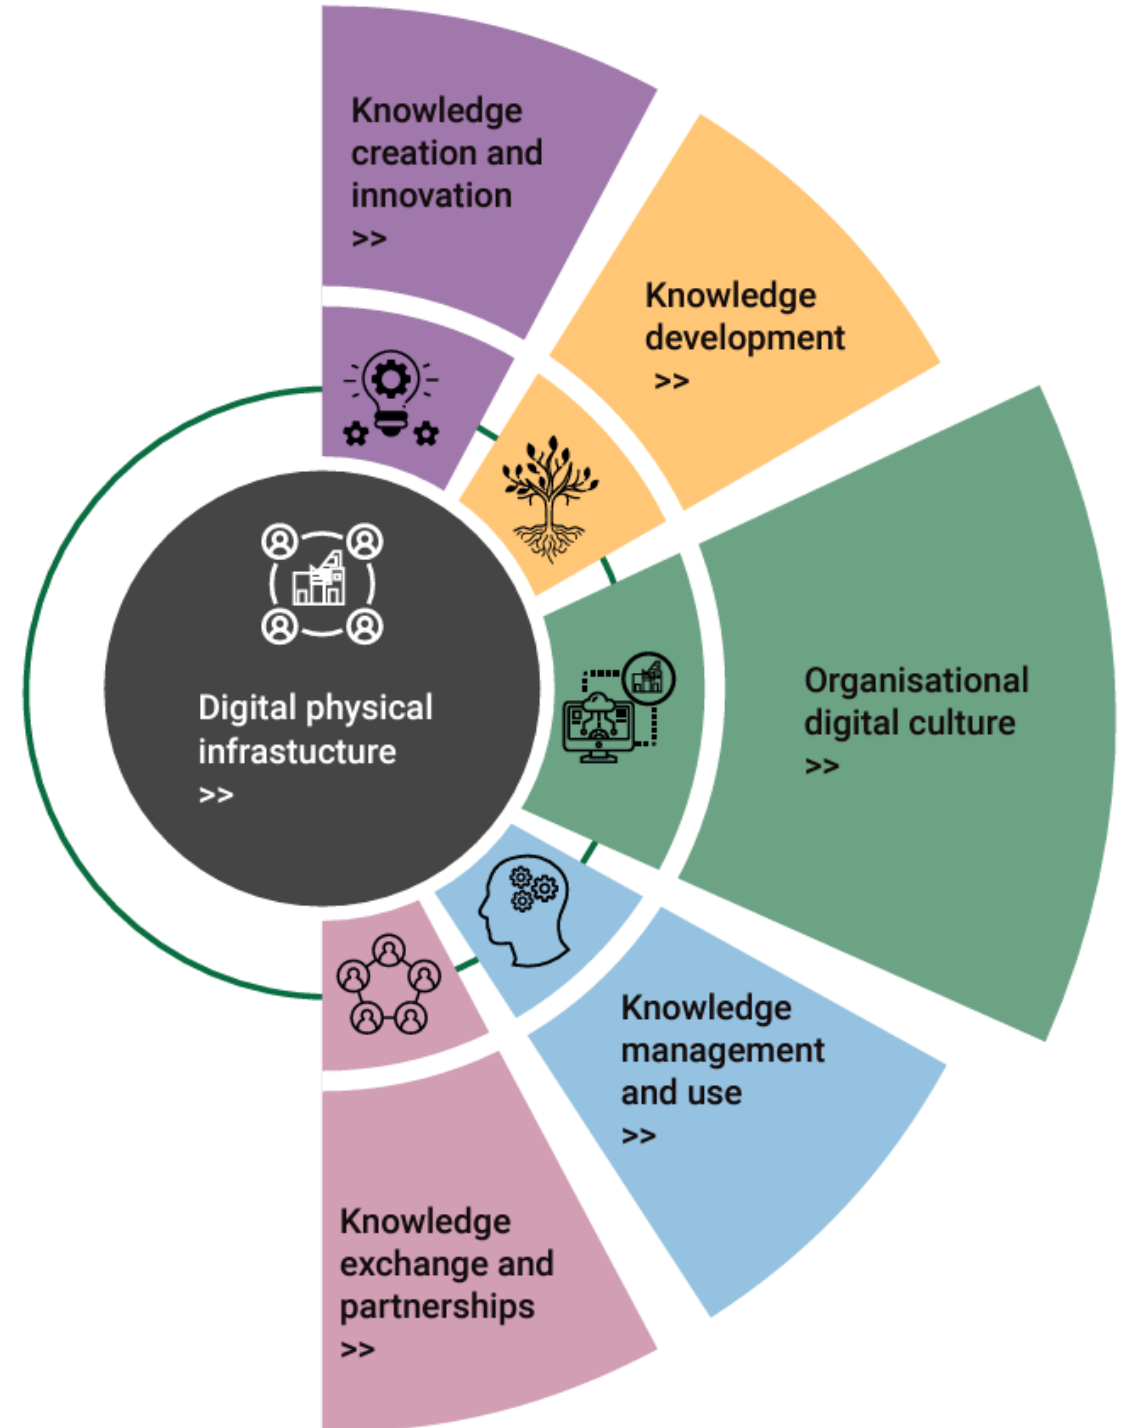 Knowledge
creation and
innovation
>>
Knowledge
development
>>
Organisational
digital culture
>>
Digital physical
infrastucture
>>
Knowledge
management
and use
>>
Knowledge
exchange and
partnerships
>>